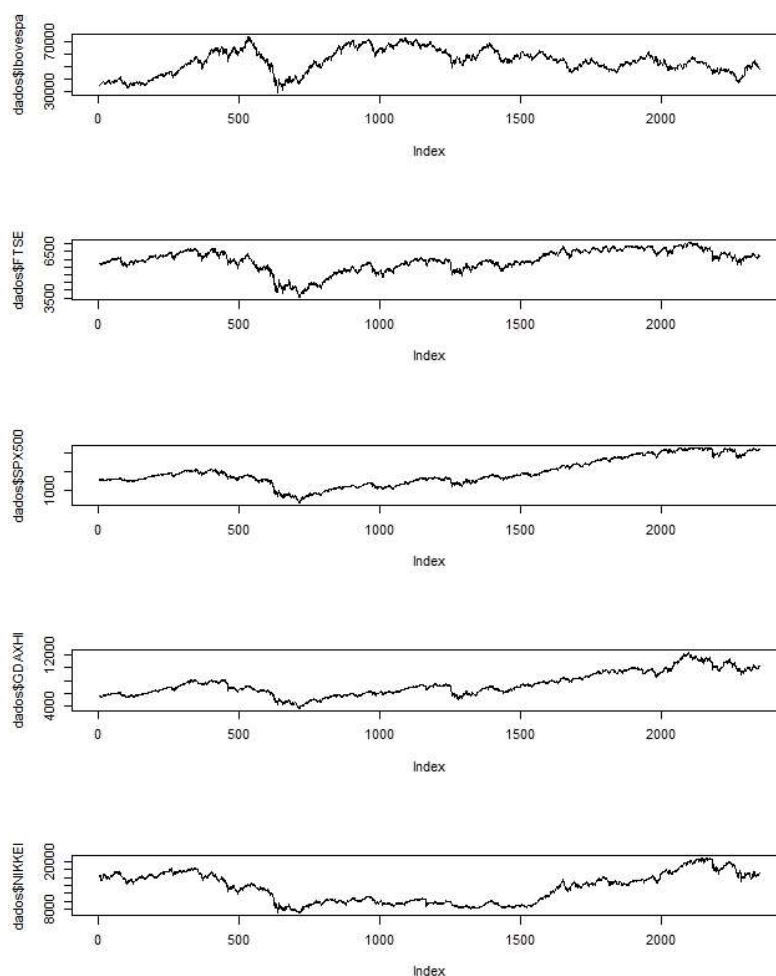 dados$Ibovespa
70000
30000
0 500 1000 1500 2000
Index
dados$FTSE
6500
3500
0 500 1000 1500 2000
Index
dados$SPX500
1000
0 500 1000 1500 2000
Index
dados$GDAXHI
12000
4000
0 500 1000 1500 2000
Index
dados$NIKKEI
20000
8000
0 500 1000 1500 2000
Index